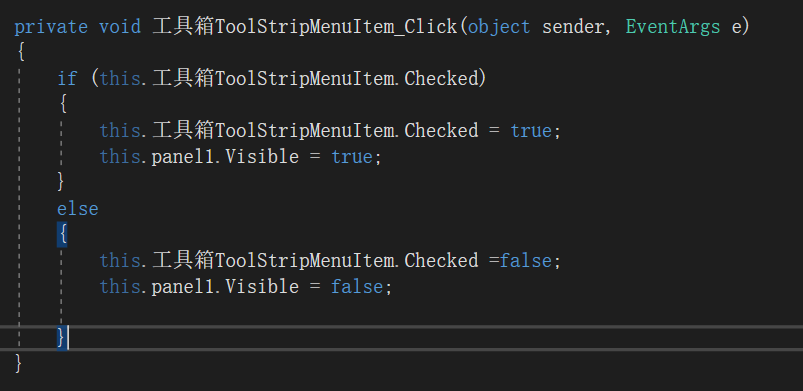 private void 工具箱ToolStripMenuItem_Click(object sender, EventArgs e)
{
if (this.工具箱ToolStripMenuItem.Checked)
{
this.工具箱ToolStripMenuItem.Checked = true;
this.panel1.Visible = true;
}
else
{
this.工具箱ToolStripMenuItem.Checked =false;
this.panel1.Visible = false;
}
}